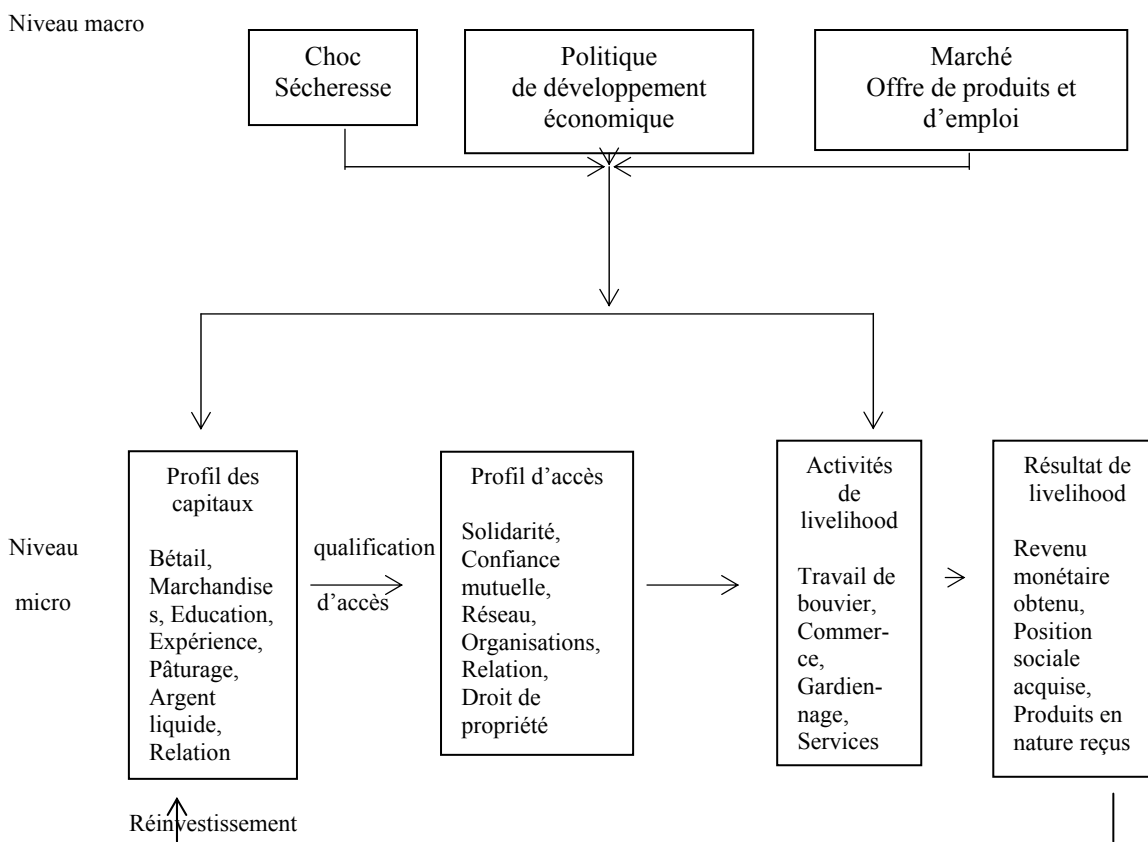 Niveau macro
Choc
Sécheresse
Politique
de développement
économique
Marché
Offre de produits et
d'emploi
Niveau
micro
Profil des
capitaux
Bétail,
Marchandise
s, Education,
Expérience,
Pâturage,
Argent
liquide,
Relation
qualification
d'accès
Profil d'accès
Solidarité,
Confiance
mutuelle,
Réseau,
Organisations,
Relation,
Droit de
propriété
Activités
de
livelihood
Travail de
bouvier,
Commer-
ce,
Gardien-
nage,
Services
Résultat de
livelihood
Revenu
monétaire
obtenu,
Position
sociale
acquise,
Produits en
nature reçus
Réinvestissement